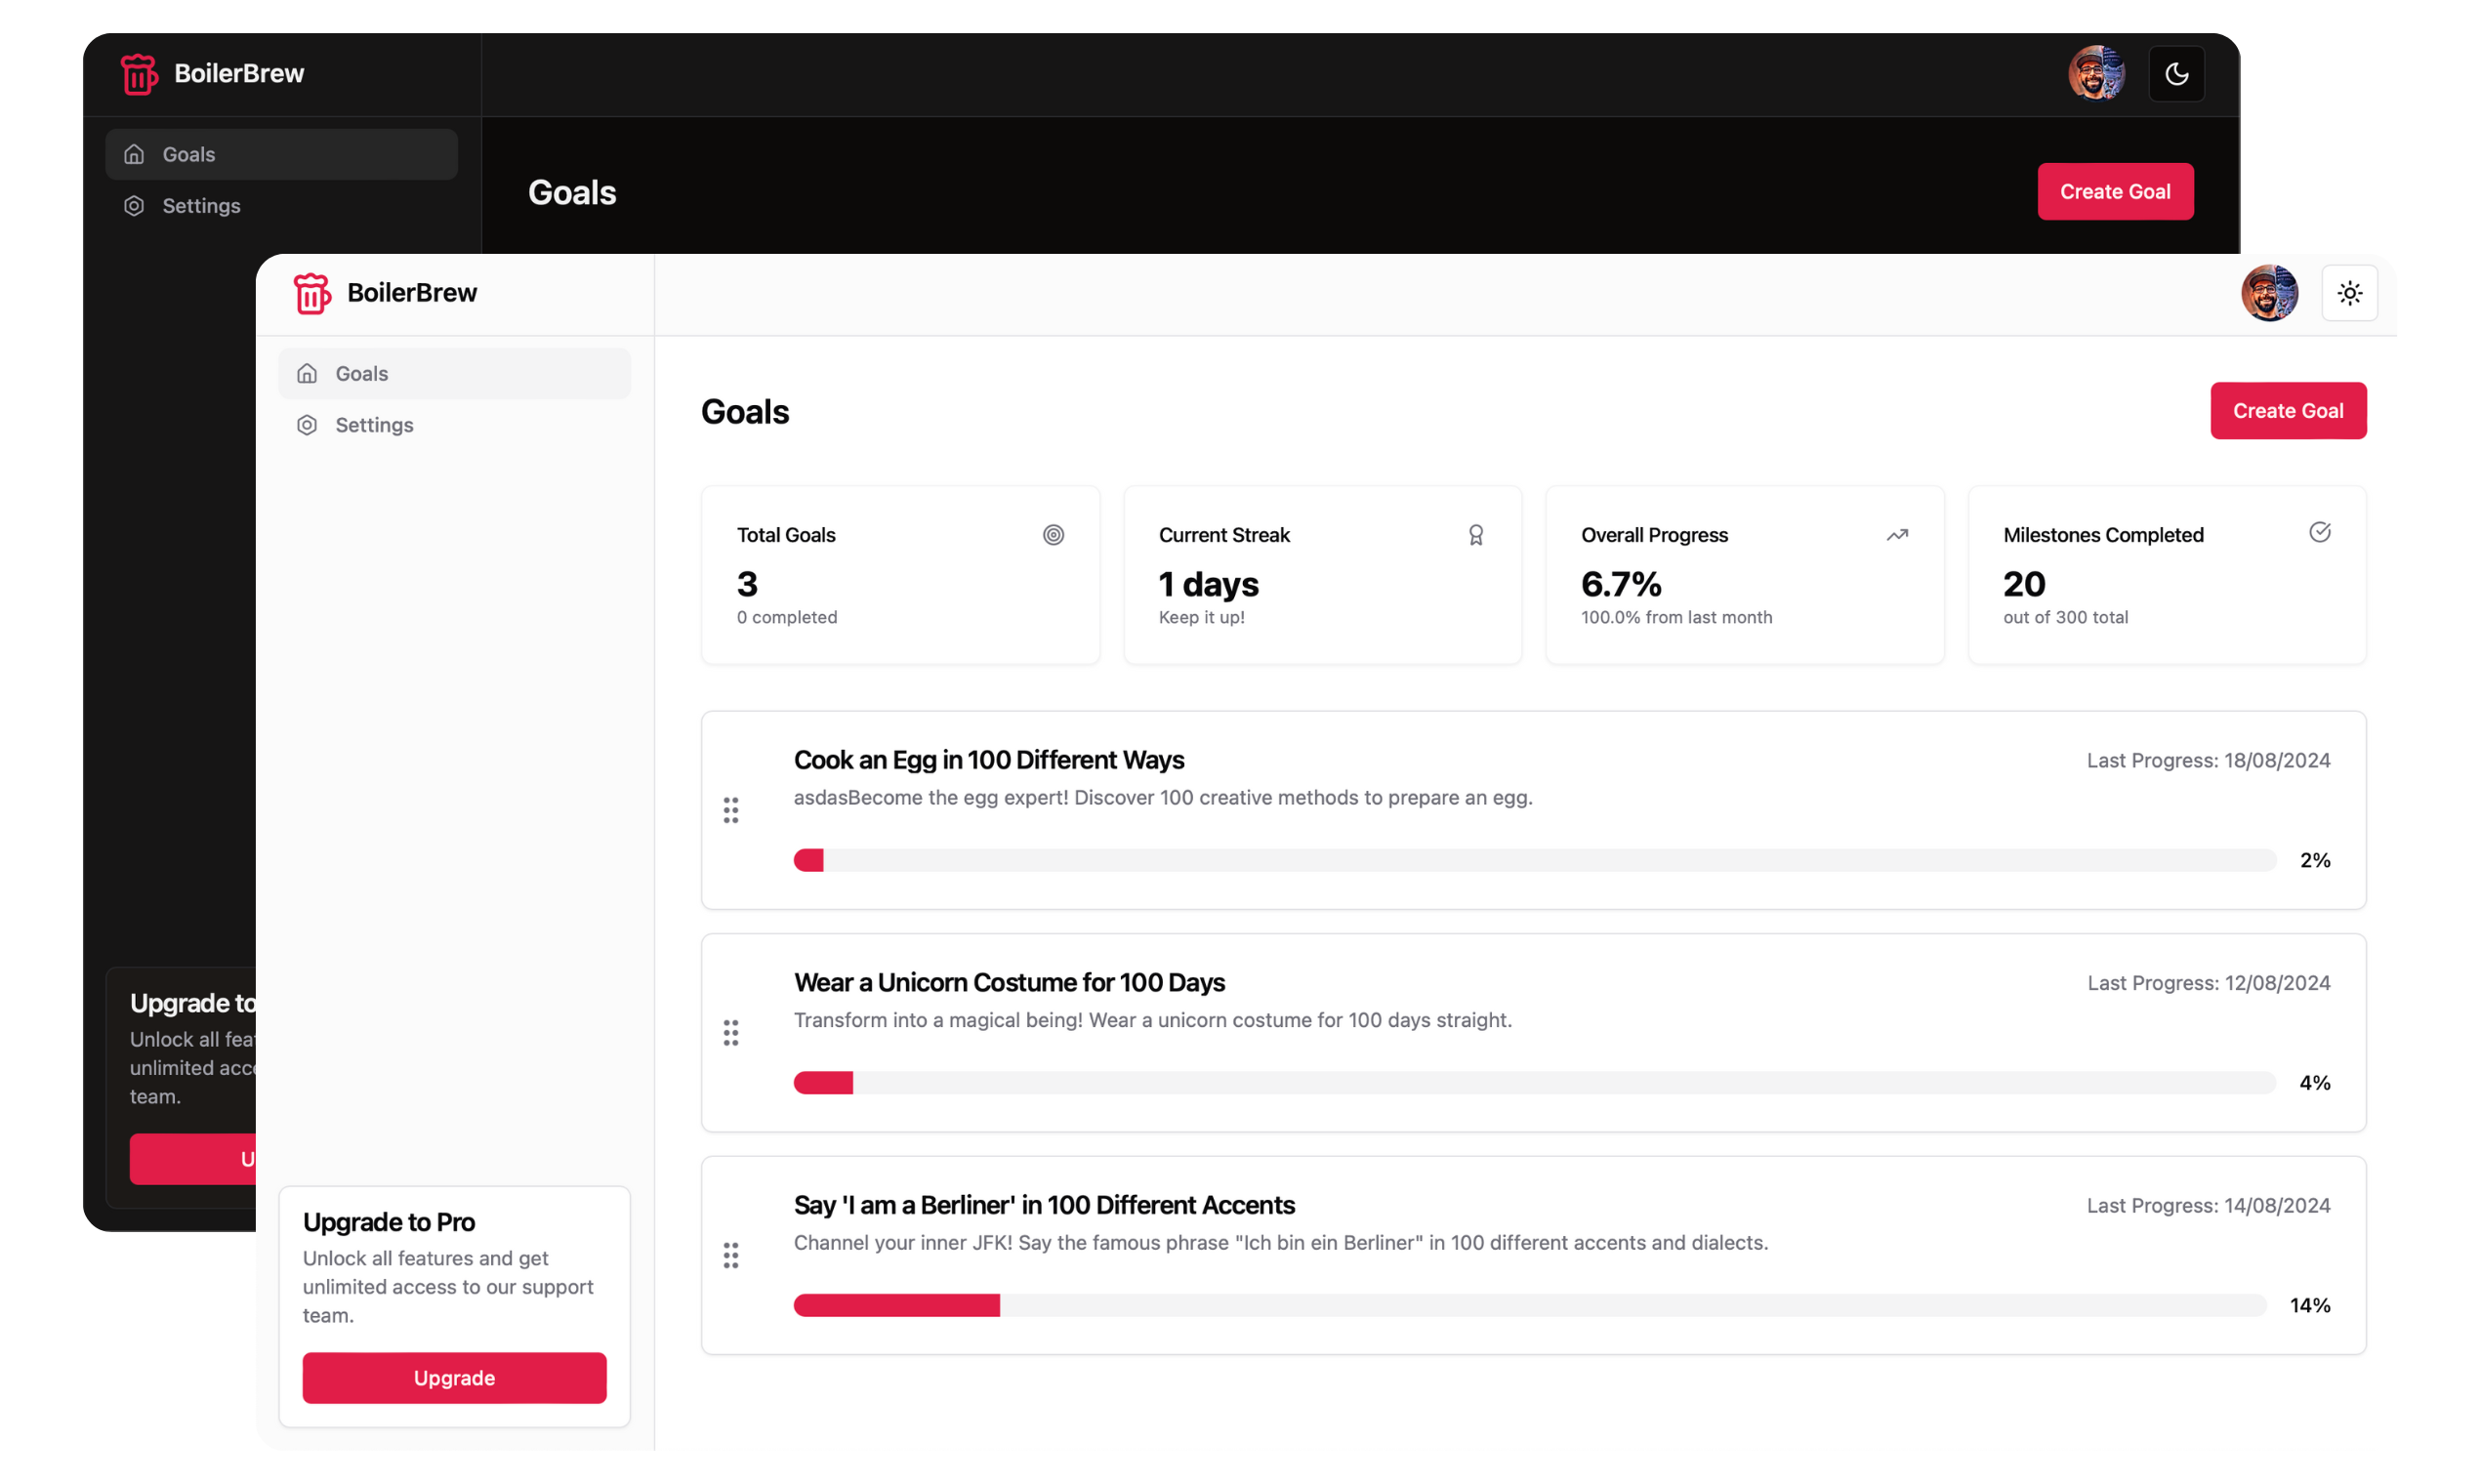 BoilerBrew
Goals
Settings
Goals
Create Goal
Upgrade to
Unlock all
unlimited
team.
BoilerBrew
Goals
Settings
Goals
Create Goal
Total Goals
3
0 completed
Current Streak
1 days
Keep it up!
Overall Progress
6.7%
100.0% from last month
Milestones Completed
20
out of 300 total
Cook an Egg in 100 Different Ways
Last Progress: 18/08/2024
asdasBecome the egg expert! Discover 100 creative methods to prepare an egg.
2%
Wear a Unicorn Costume for 100 Days
Last Progress: 12/08/2024
Transform into a magical being! Wear a unicorn costume for 100 days straight.
4%
Say 'I am a Berliner' in 100 Different Accents
Last Progress: 14/08/2024
Channel your inner JFK! Say the famous phrase "Ich bin ein Berliner" in 100 different accents and dialects.
14%
Upgrade to Pro
Unlock all features and get
unlimited access to our support
team.
Upgrade